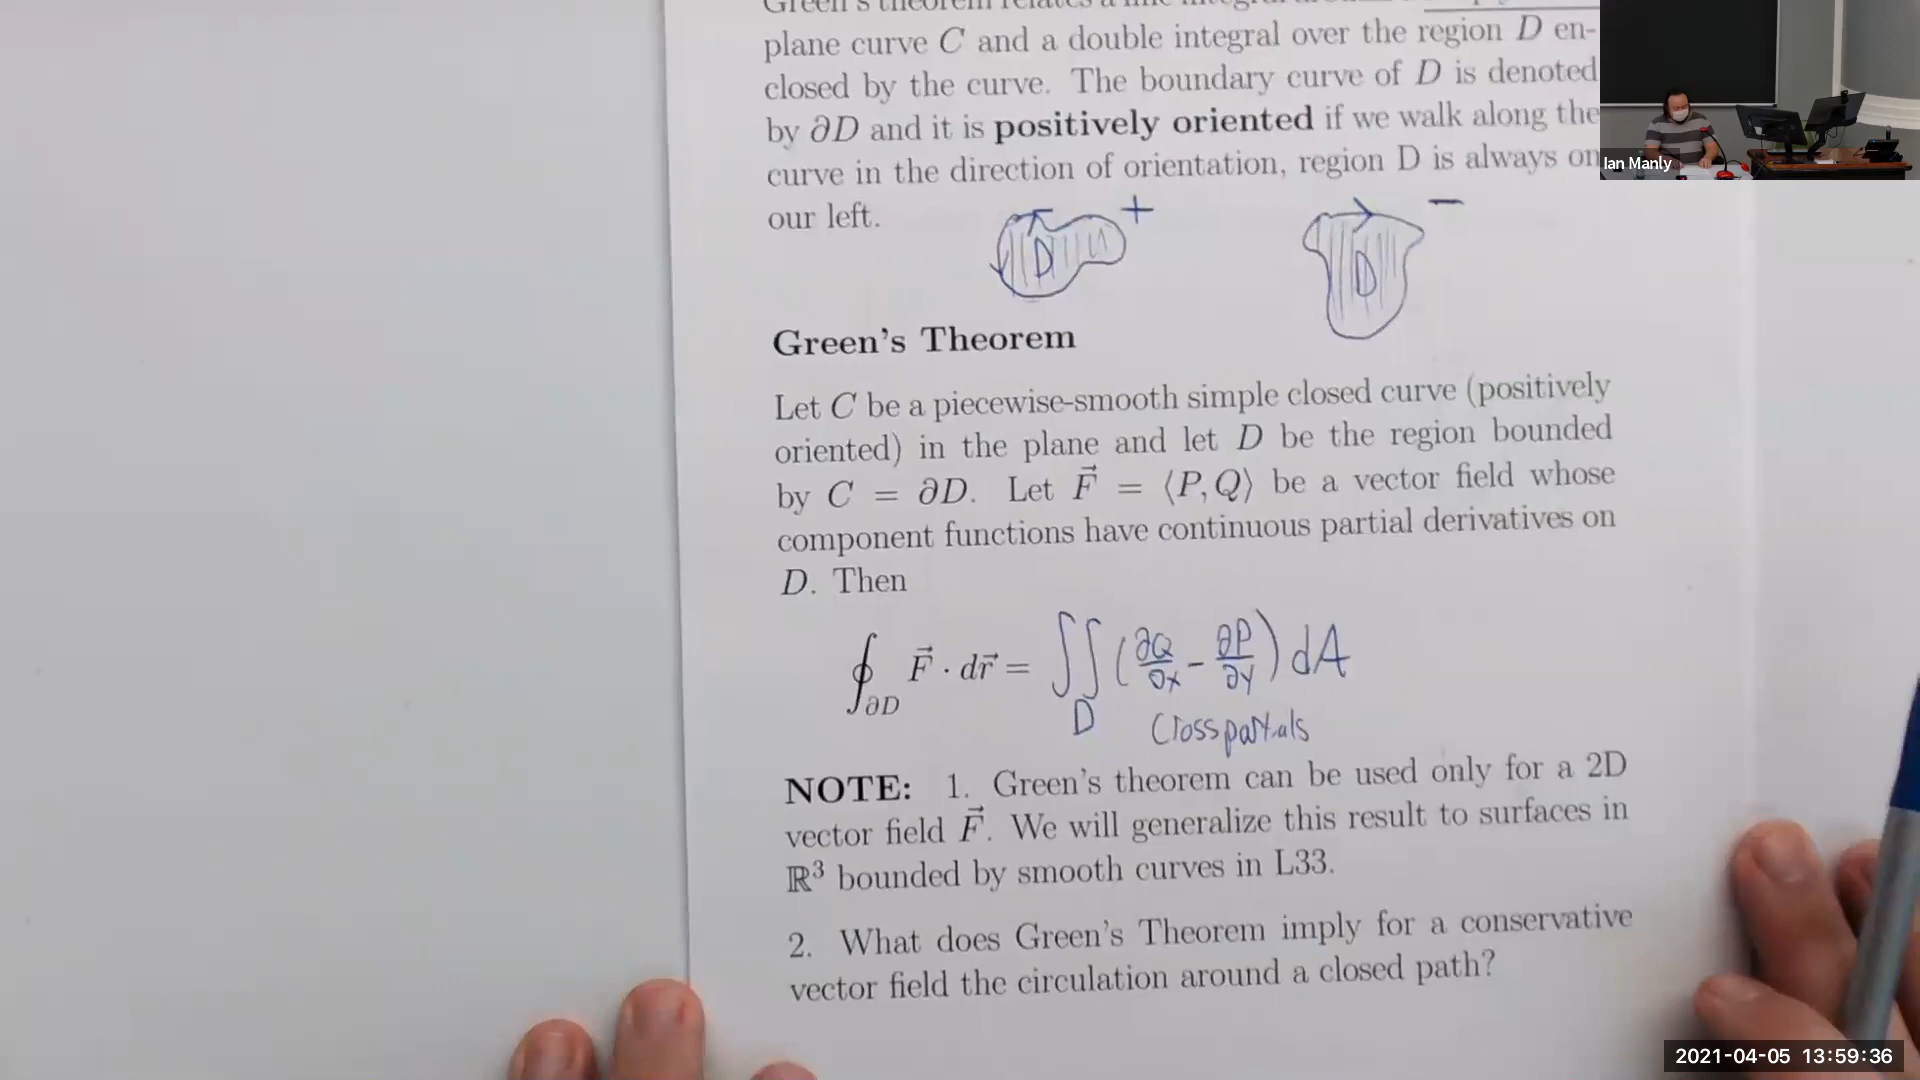 Green's theorem relates a line integral
plane curve C and a double integral over the region D en-
closed by the curve. The boundary curve of D is denoted
by ∂D and it is positively oriented if we walk along the
curve in the direction of orientation, region D is always on
our left.
+
−
D
D
Green's Theorem
Let C be a piecewise-smooth simple closed curve (positively
oriented) in the plane and let D be the region bounded
by C = ∂D. Let F⃗ = ⟨P, Q⟩ be a vector field whose
component functions have continuous partial derivatives on
D. Then
∮_∂D F⃗ · dr⃗ = ∬_D (∂Q/∂x - ∂P/∂y) dA
Cross partials
NOTE: 1. Green's theorem can be used only for a 2D
vector field F⃗. We will generalize this result to surfaces in
ℝ³ bounded by smooth curves in L33.
2. What does Green's Theorem imply for a conservative
vector field the circulation around a closed path?
Ian Manly
2021-04-05 13:59:36